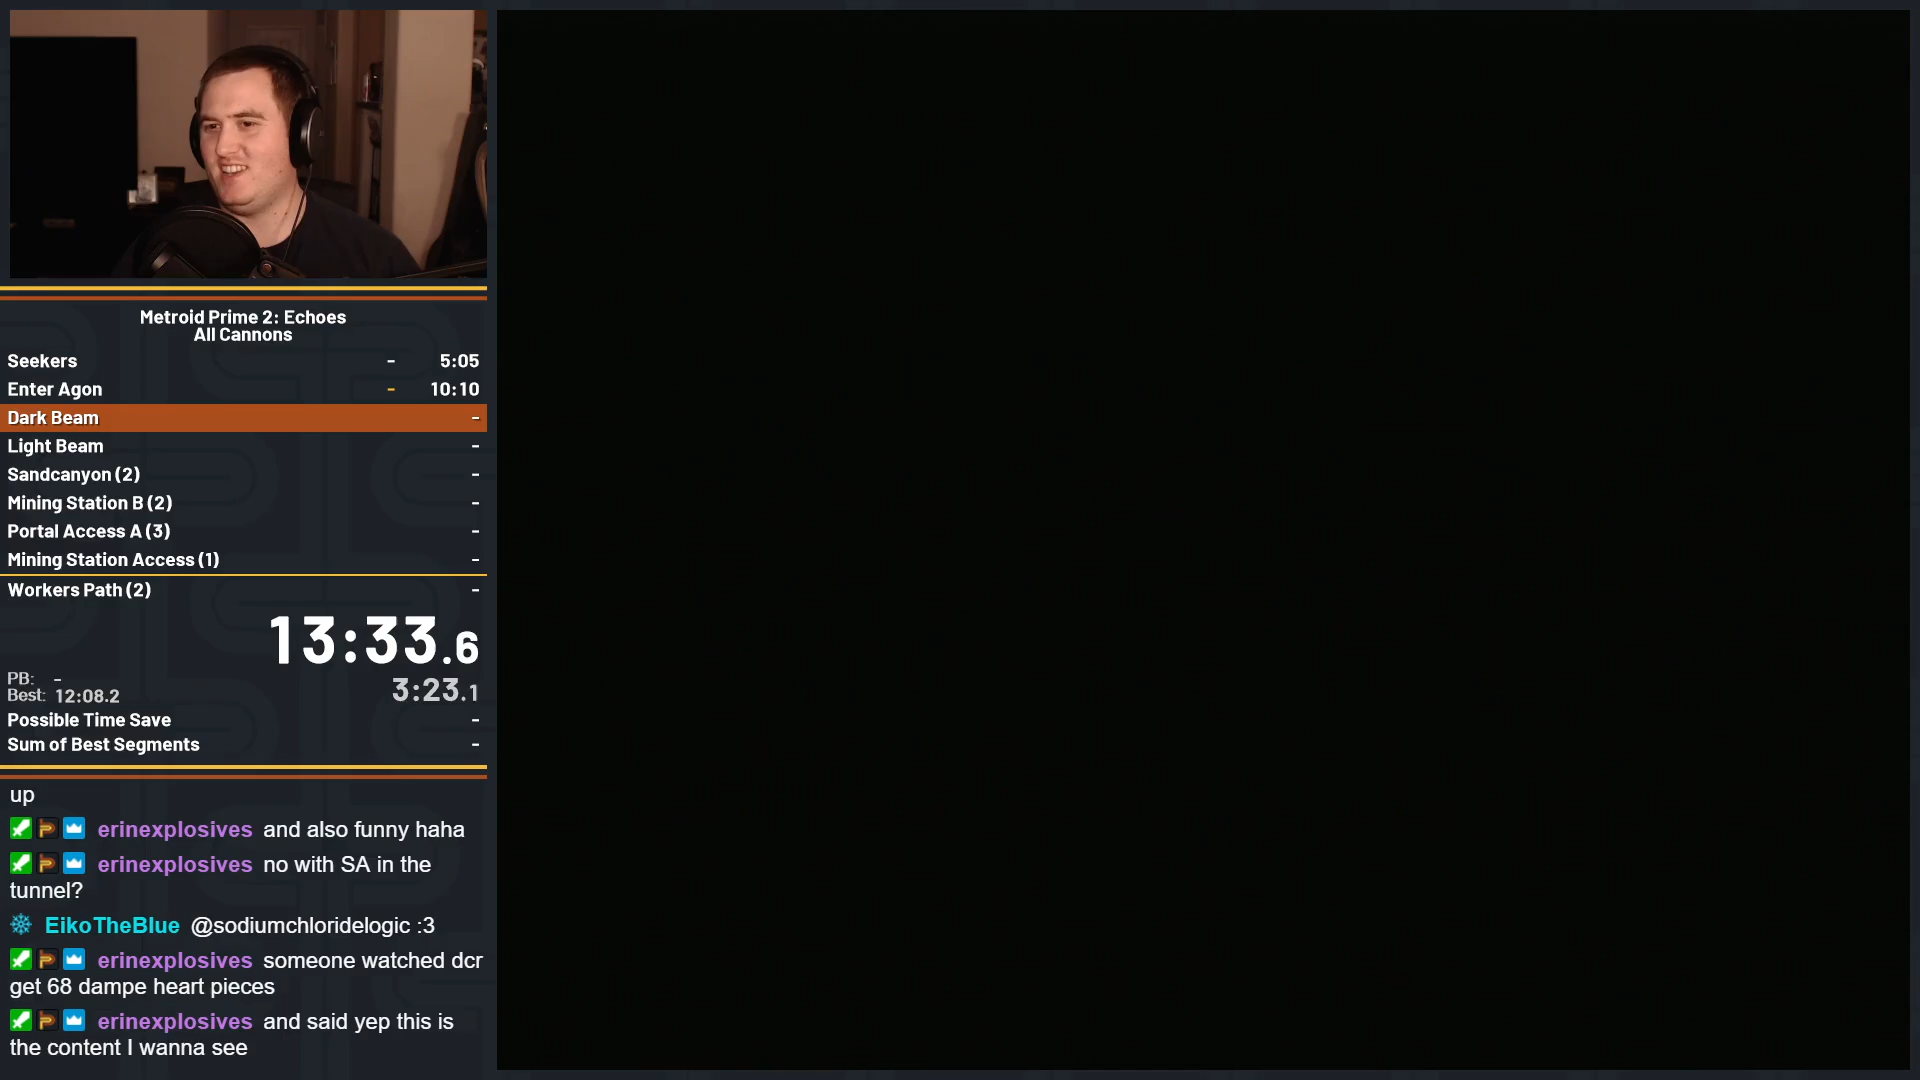 Metroid Prime 2: Echoes
All Cannons
Seekers - 5:05
Enter Agon - 10:10
Dark Beam -
Light Beam -
Sandcanyon (2) -
Mining Station B (2) -
Portal Access A (3) -
Mining Station Access (1) -
Workers Path (2) -
13:33.6
PB: -
Best: 12:08.2 3:23.1
Possible Time Save -
Sum of Best Segments -
up
erinexplosives and also funny haha
erinexplosives no with SA in the
tunnel?
EikoTheBlue @sodiumchloridelogic :3
erinexplosives someone watched dcr
get 68 dampe heart pieces
erinexplosives and said yep this is
the content I wanna see